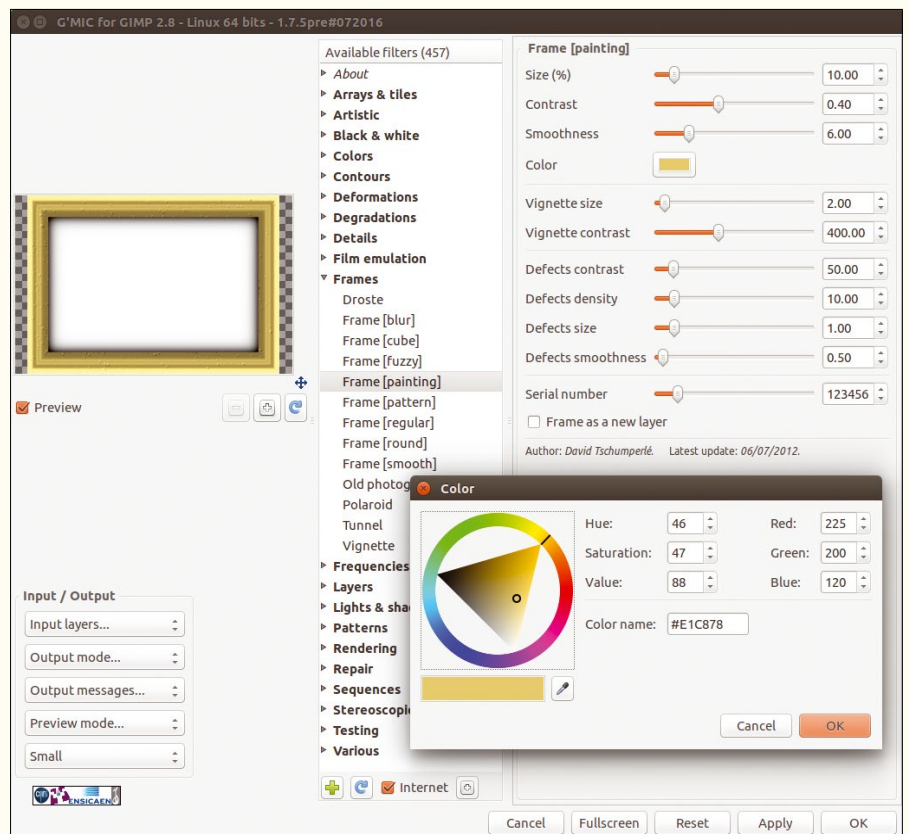 G'MIC for GIMP 2.8 - Linux 64 bits - 1.7.5pre#072016
Preview
Input / Output
Input layers...
Output mode...
Output messages...
Preview mode...
Small
ENSICAEN
Available filters (457)
About
Arrays & tiles
Artistic
Black & white
Colors
Contours
Deformations
Degradations
Details
Film emulation
Frames
Droste
Frame [blur]
Frame [cube]
Frame [fuzzy]
Frame [painting]
Frame [pattern]
Frame [regular]
Frame [round]
Frame [smooth]
Old photog
Polaroid
Tunnel
Vignette
Frequencies
Layers
Lights & sha
Patterns
Rendering
Repair
Sequences
Stereoscopi
Testing
Various
Internet
Frame [painting]
Size (%) 10.00
Contrast 0.40
Smoothness 6.00
Color
Vignette size 2.00
Vignette contrast 400.00
Defects contrast 50.00
Defects density 10.00
Defects size 1.00
Defects smoothness 0.50
Serial number 123456
Frame as a new layer
Author: David Tschumperlé. Latest update: 06/07/2012.
Color
Hue: 46 Red: 225
Saturation: 47 Green: 200
Value: 88 Blue: 120
Color name: #E1C878
Cancel OK
Cancel Fullscreen Reset Apply OK